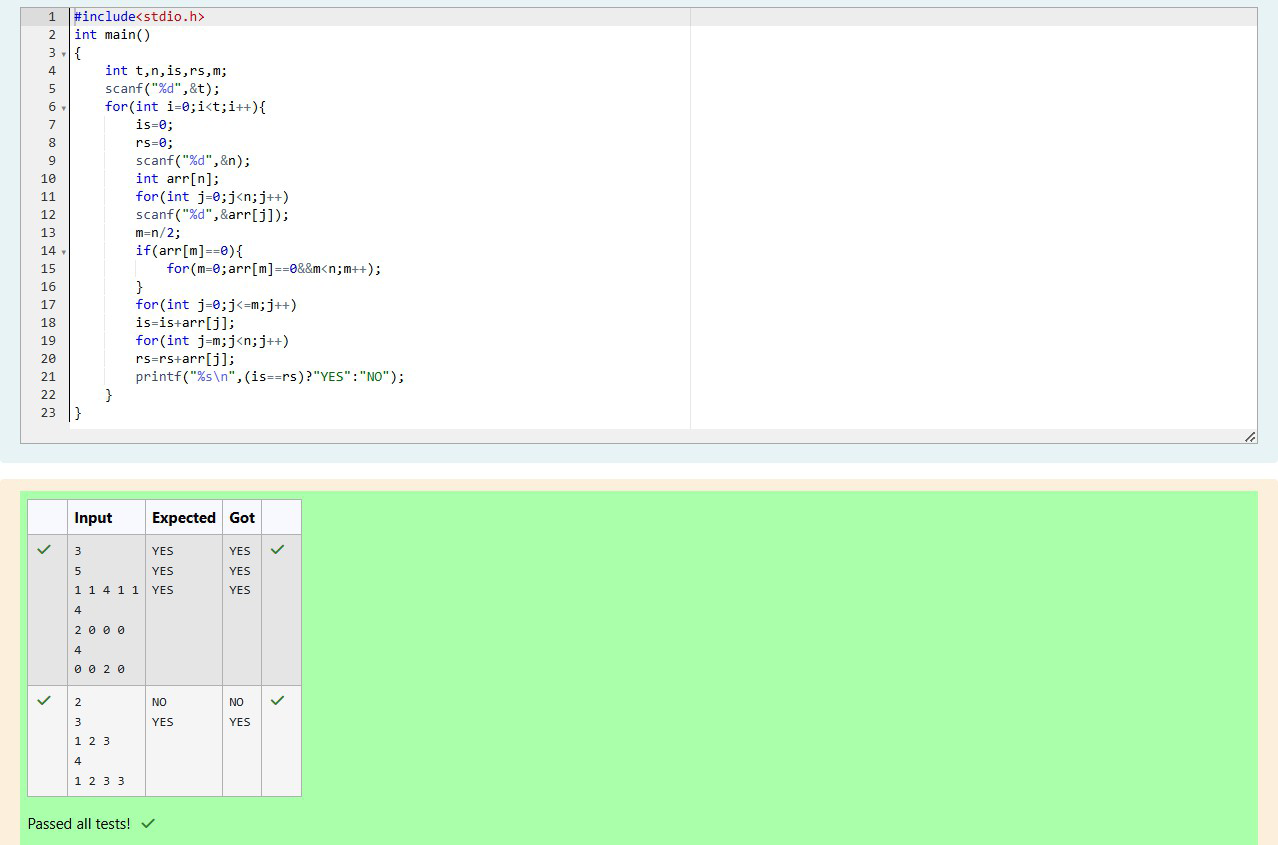 1 #include<stdio.h>
2 int main()
3 {
4 int t,n,is,rs,m;
5 scanf("%d",&t);
6 for(int i=0;i<t;i++){
7 is=0;
8 rs=0;
9 scanf("%d",&n);
10 int arr[n];
11 for(int j=0;j<n;j++)
12 scanf("%d",&arr[j]);
13 m=n/2;
14 if(arr[m]==0){
15 for(m=0;arr[m]==0&&m<n;m++);
16 }
17 for(int j=0;j<=m;j++)
18 is=is+arr[j];
19 for(int j=m;j<n;j++)
20 rs=rs+arr[j];
21 printf("%s\n",(is==rs)?"YES":"NO");
22 }
23 }
Input Expected Got
3 YES YES
5 YES YES
1 1 4 1 1 YES YES
4
2 0 0 0
4
0 0 2 0
2 NO NO
3 YES YES
1 2 3
4
1 2 3 3
Passed all tests!